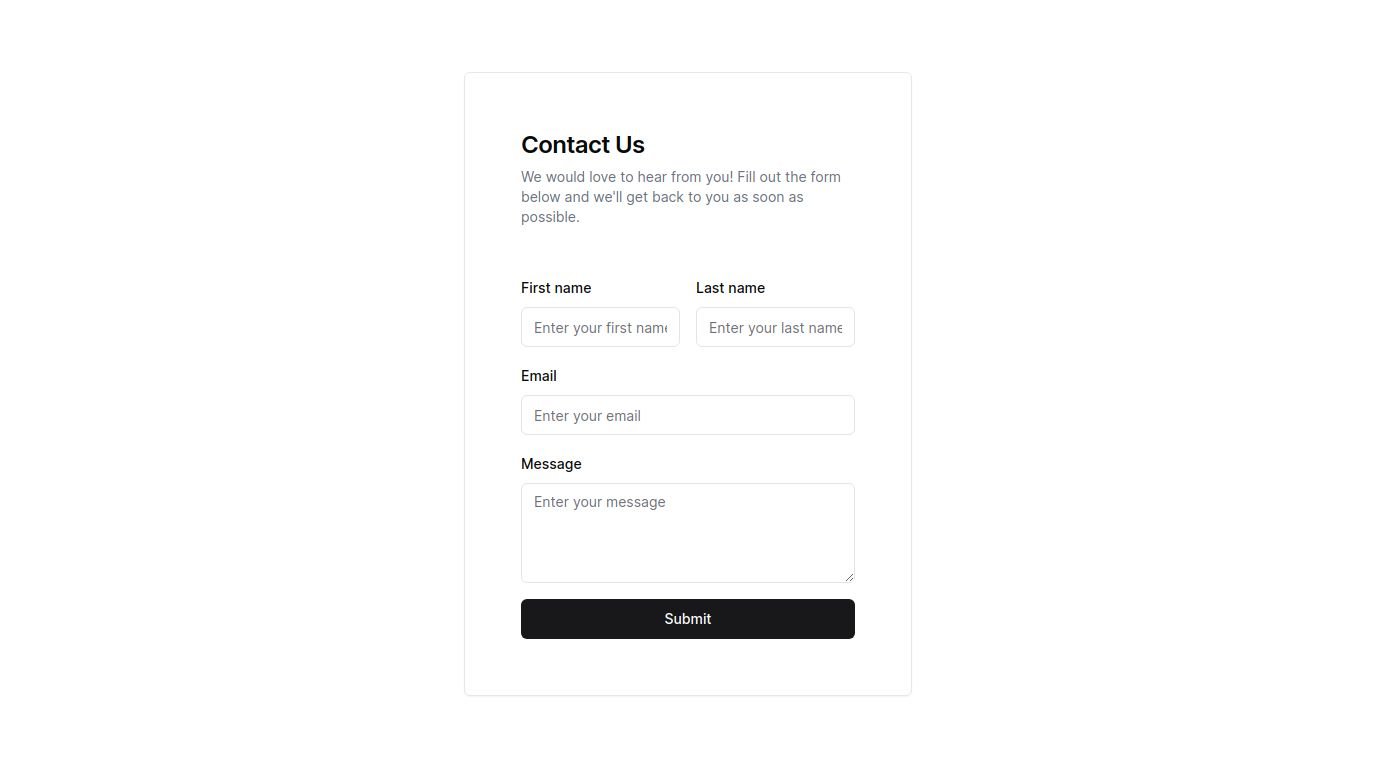 Contact Us
We would love to hear from you! Fill out the form
below and we'll get back to you as soon as
possible.
First name
Last name
Enter your first name
Enter your last name
Email
Enter your email
Message
Enter your message
Submit